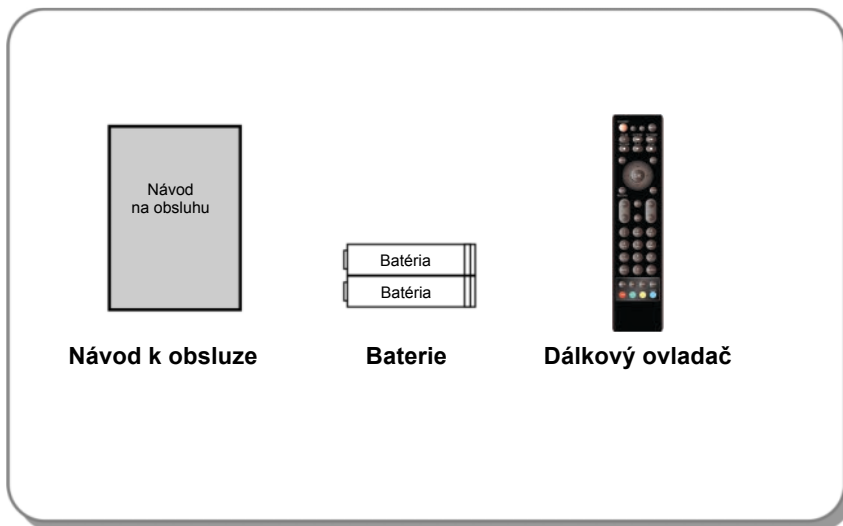 Návod
na obsluhu
Batéria
Batéria
Návod k obsluze
Baterie
Dálkový ovladač